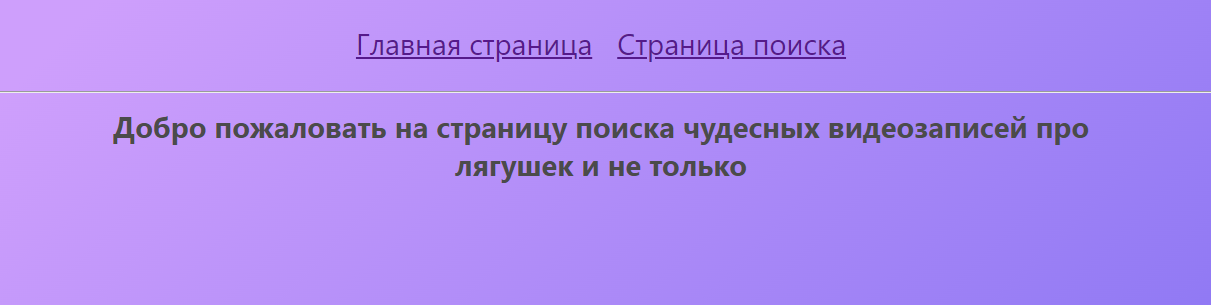 Главная страница Страница поиска
Добро пожаловать на страницу поиска чудесных видеозаписей про
лягушек и не только